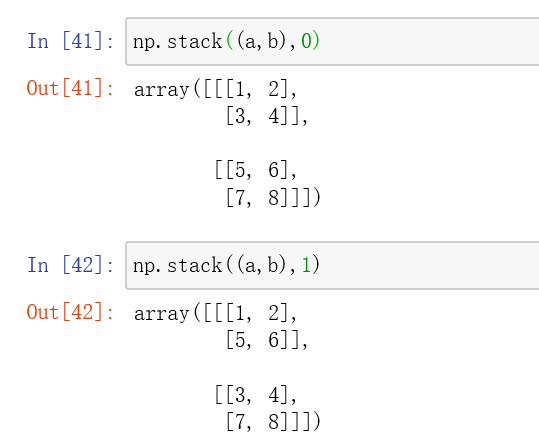 In [41]: np.stack((a,b),0)
Out[41]: array([[[1, 2],
[3, 4]],
[[5, 6],
[7, 8]]])
In [42]: np.stack((a,b),1)
Out[42]: array([[[1, 2],
[5, 6]],
[[3, 4],
[7, 8]]])